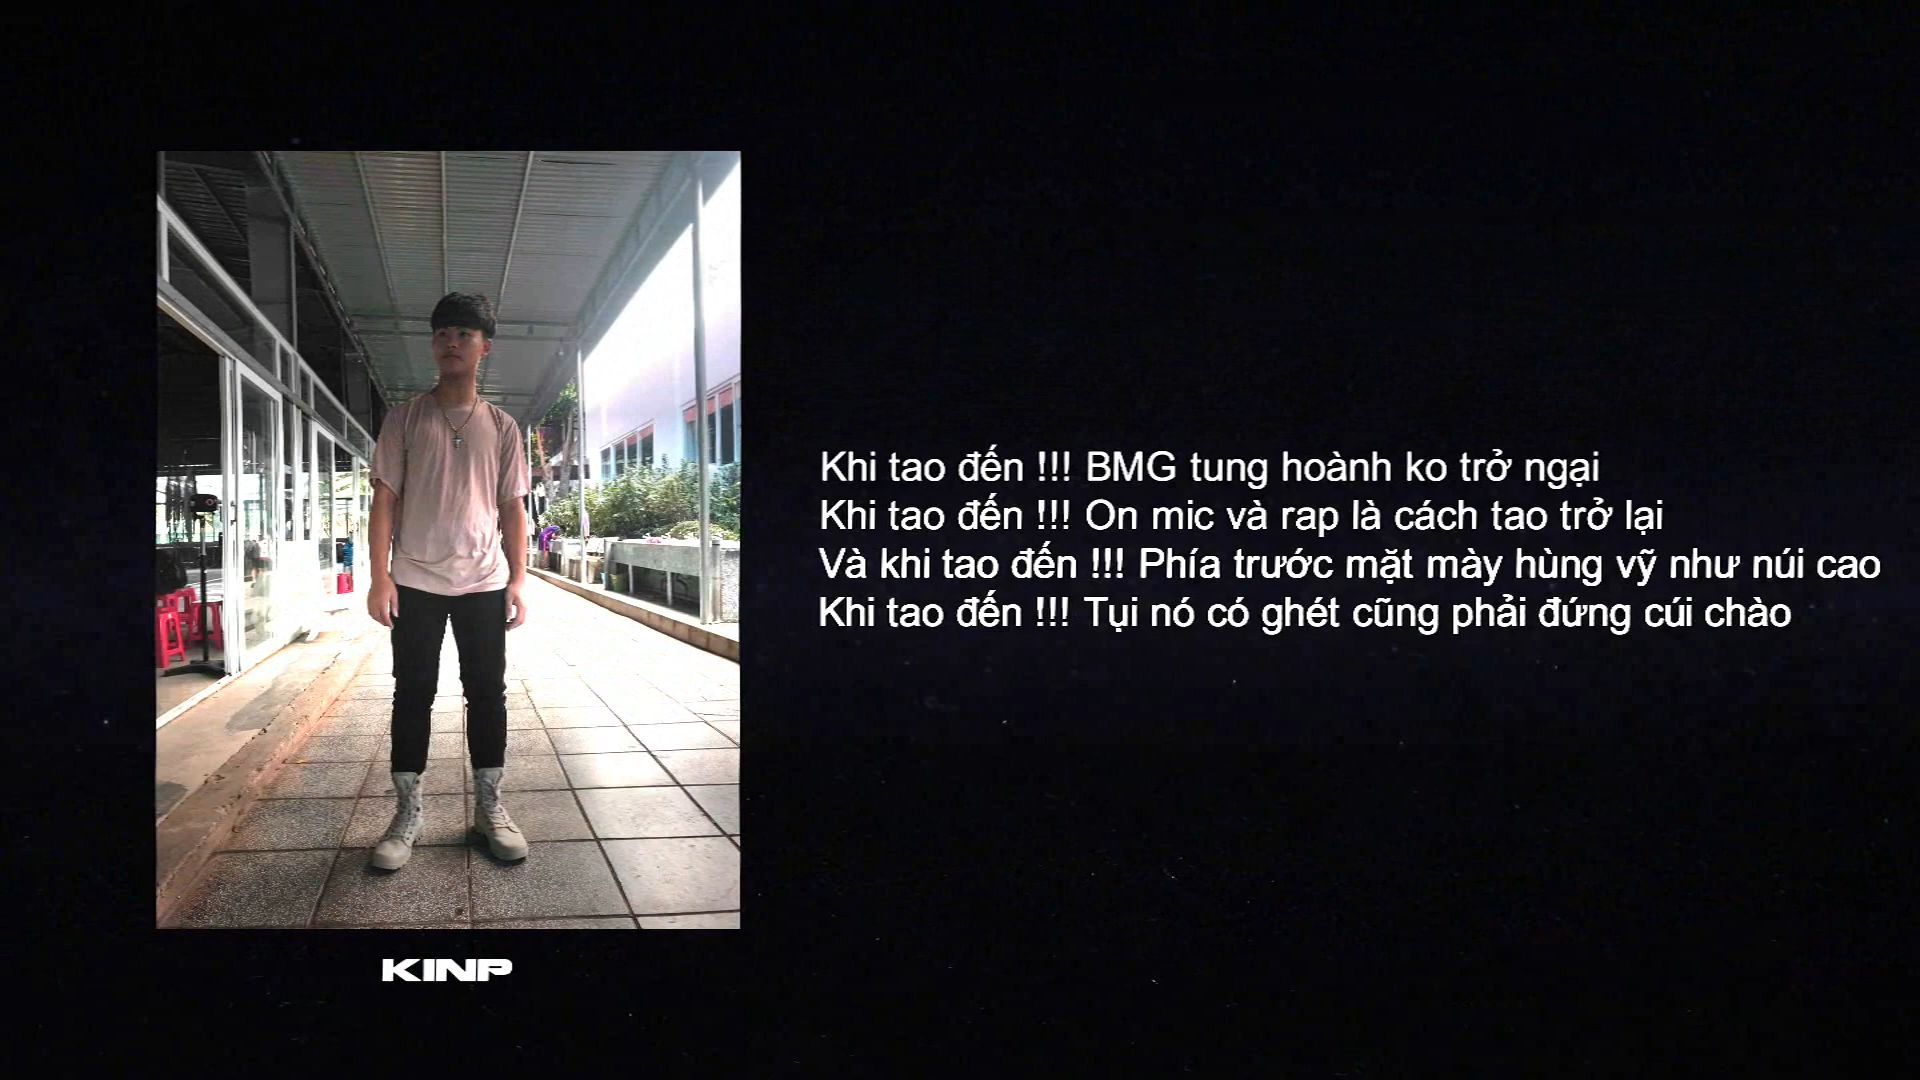 Khi tao đến !!! BMG tung hoành ko trở ngại
Khi tao đến !!! On mic và rap là cách tao trở lại
Và khi tao đến !!! Phía trước mặt mày hùng vỹ như núi cao
Khi tao đến !!! Tụi nó có ghét cũng phải đứng cúi chào
KINP